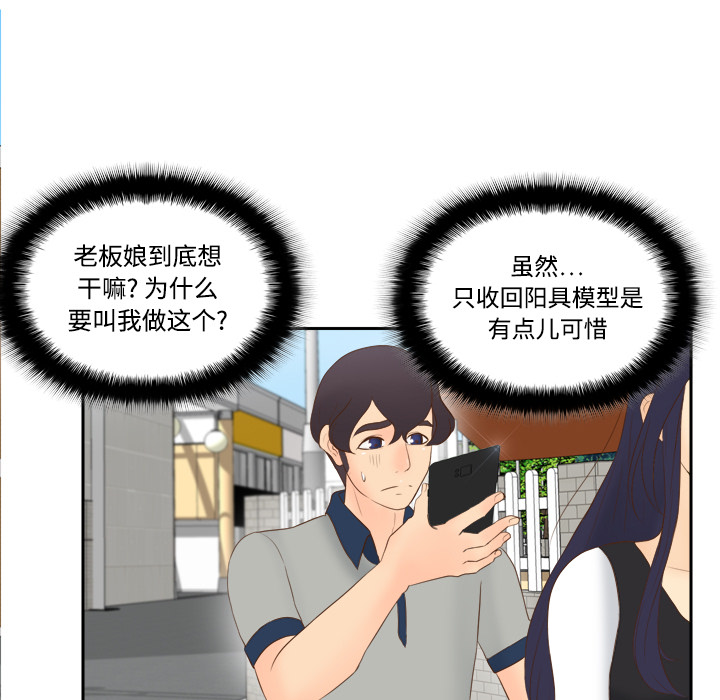 老板娘到底想
干嘛? 为什么
要叫我做这个?
虽然...
只收回阳具模型是
有点儿可惜